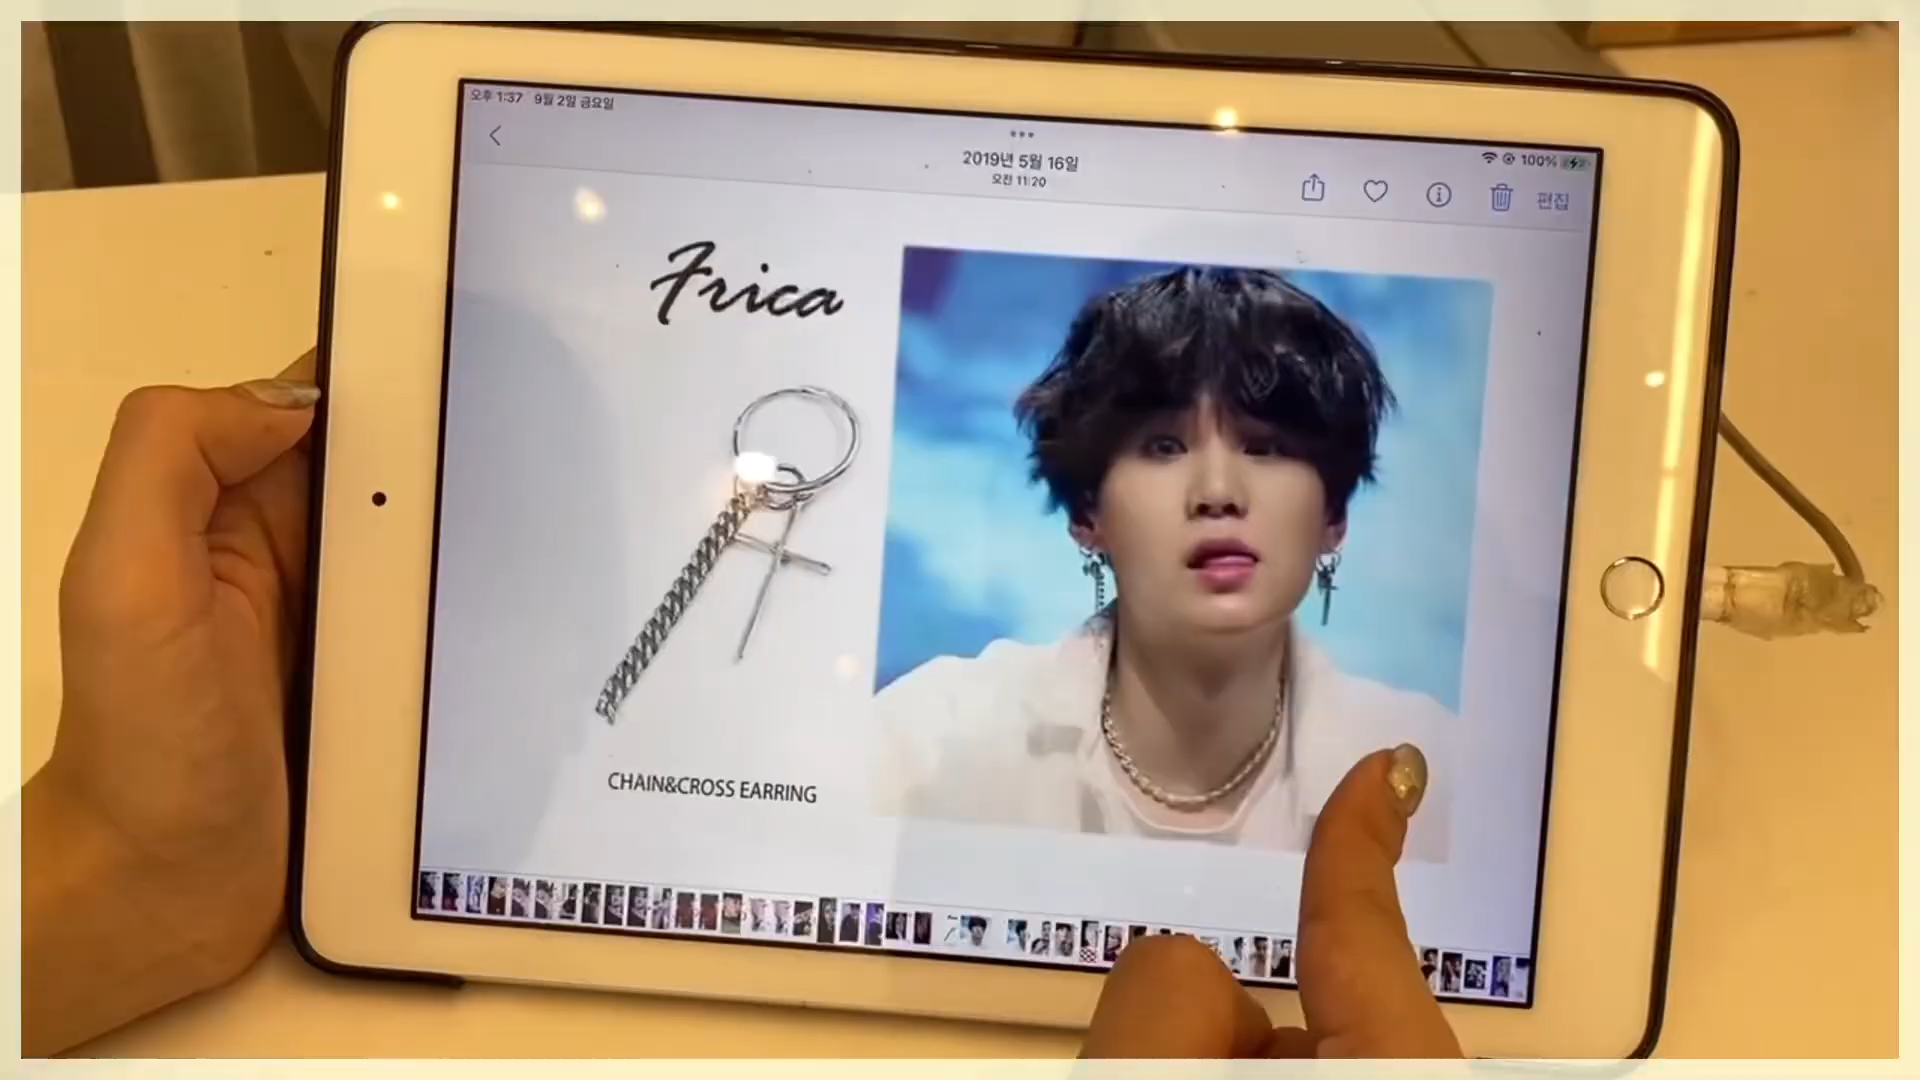 오후 1:37 9월 2일 금요일
100%
2019년 5월 16일
오전 11:20
편집
Frica
CHAIN&CROSS EARRING